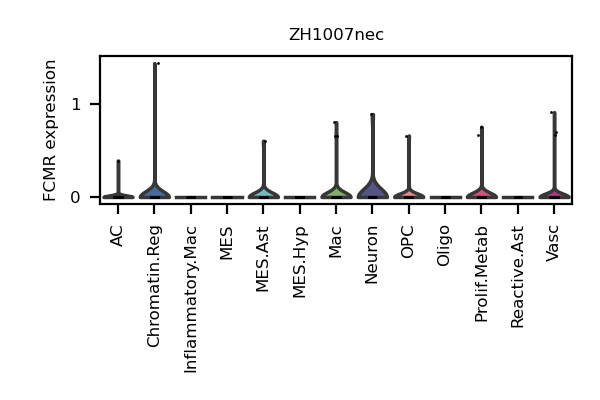 ZH1007nec
FCMR expression
1
0
AC
Chromatin.Reg
Inflammatory.Mac
MES
MES.Ast
MES.Hyp
Mac
Neuron
OPC
Oligo
Prolif.Metab
Reactive.Ast
Vasc